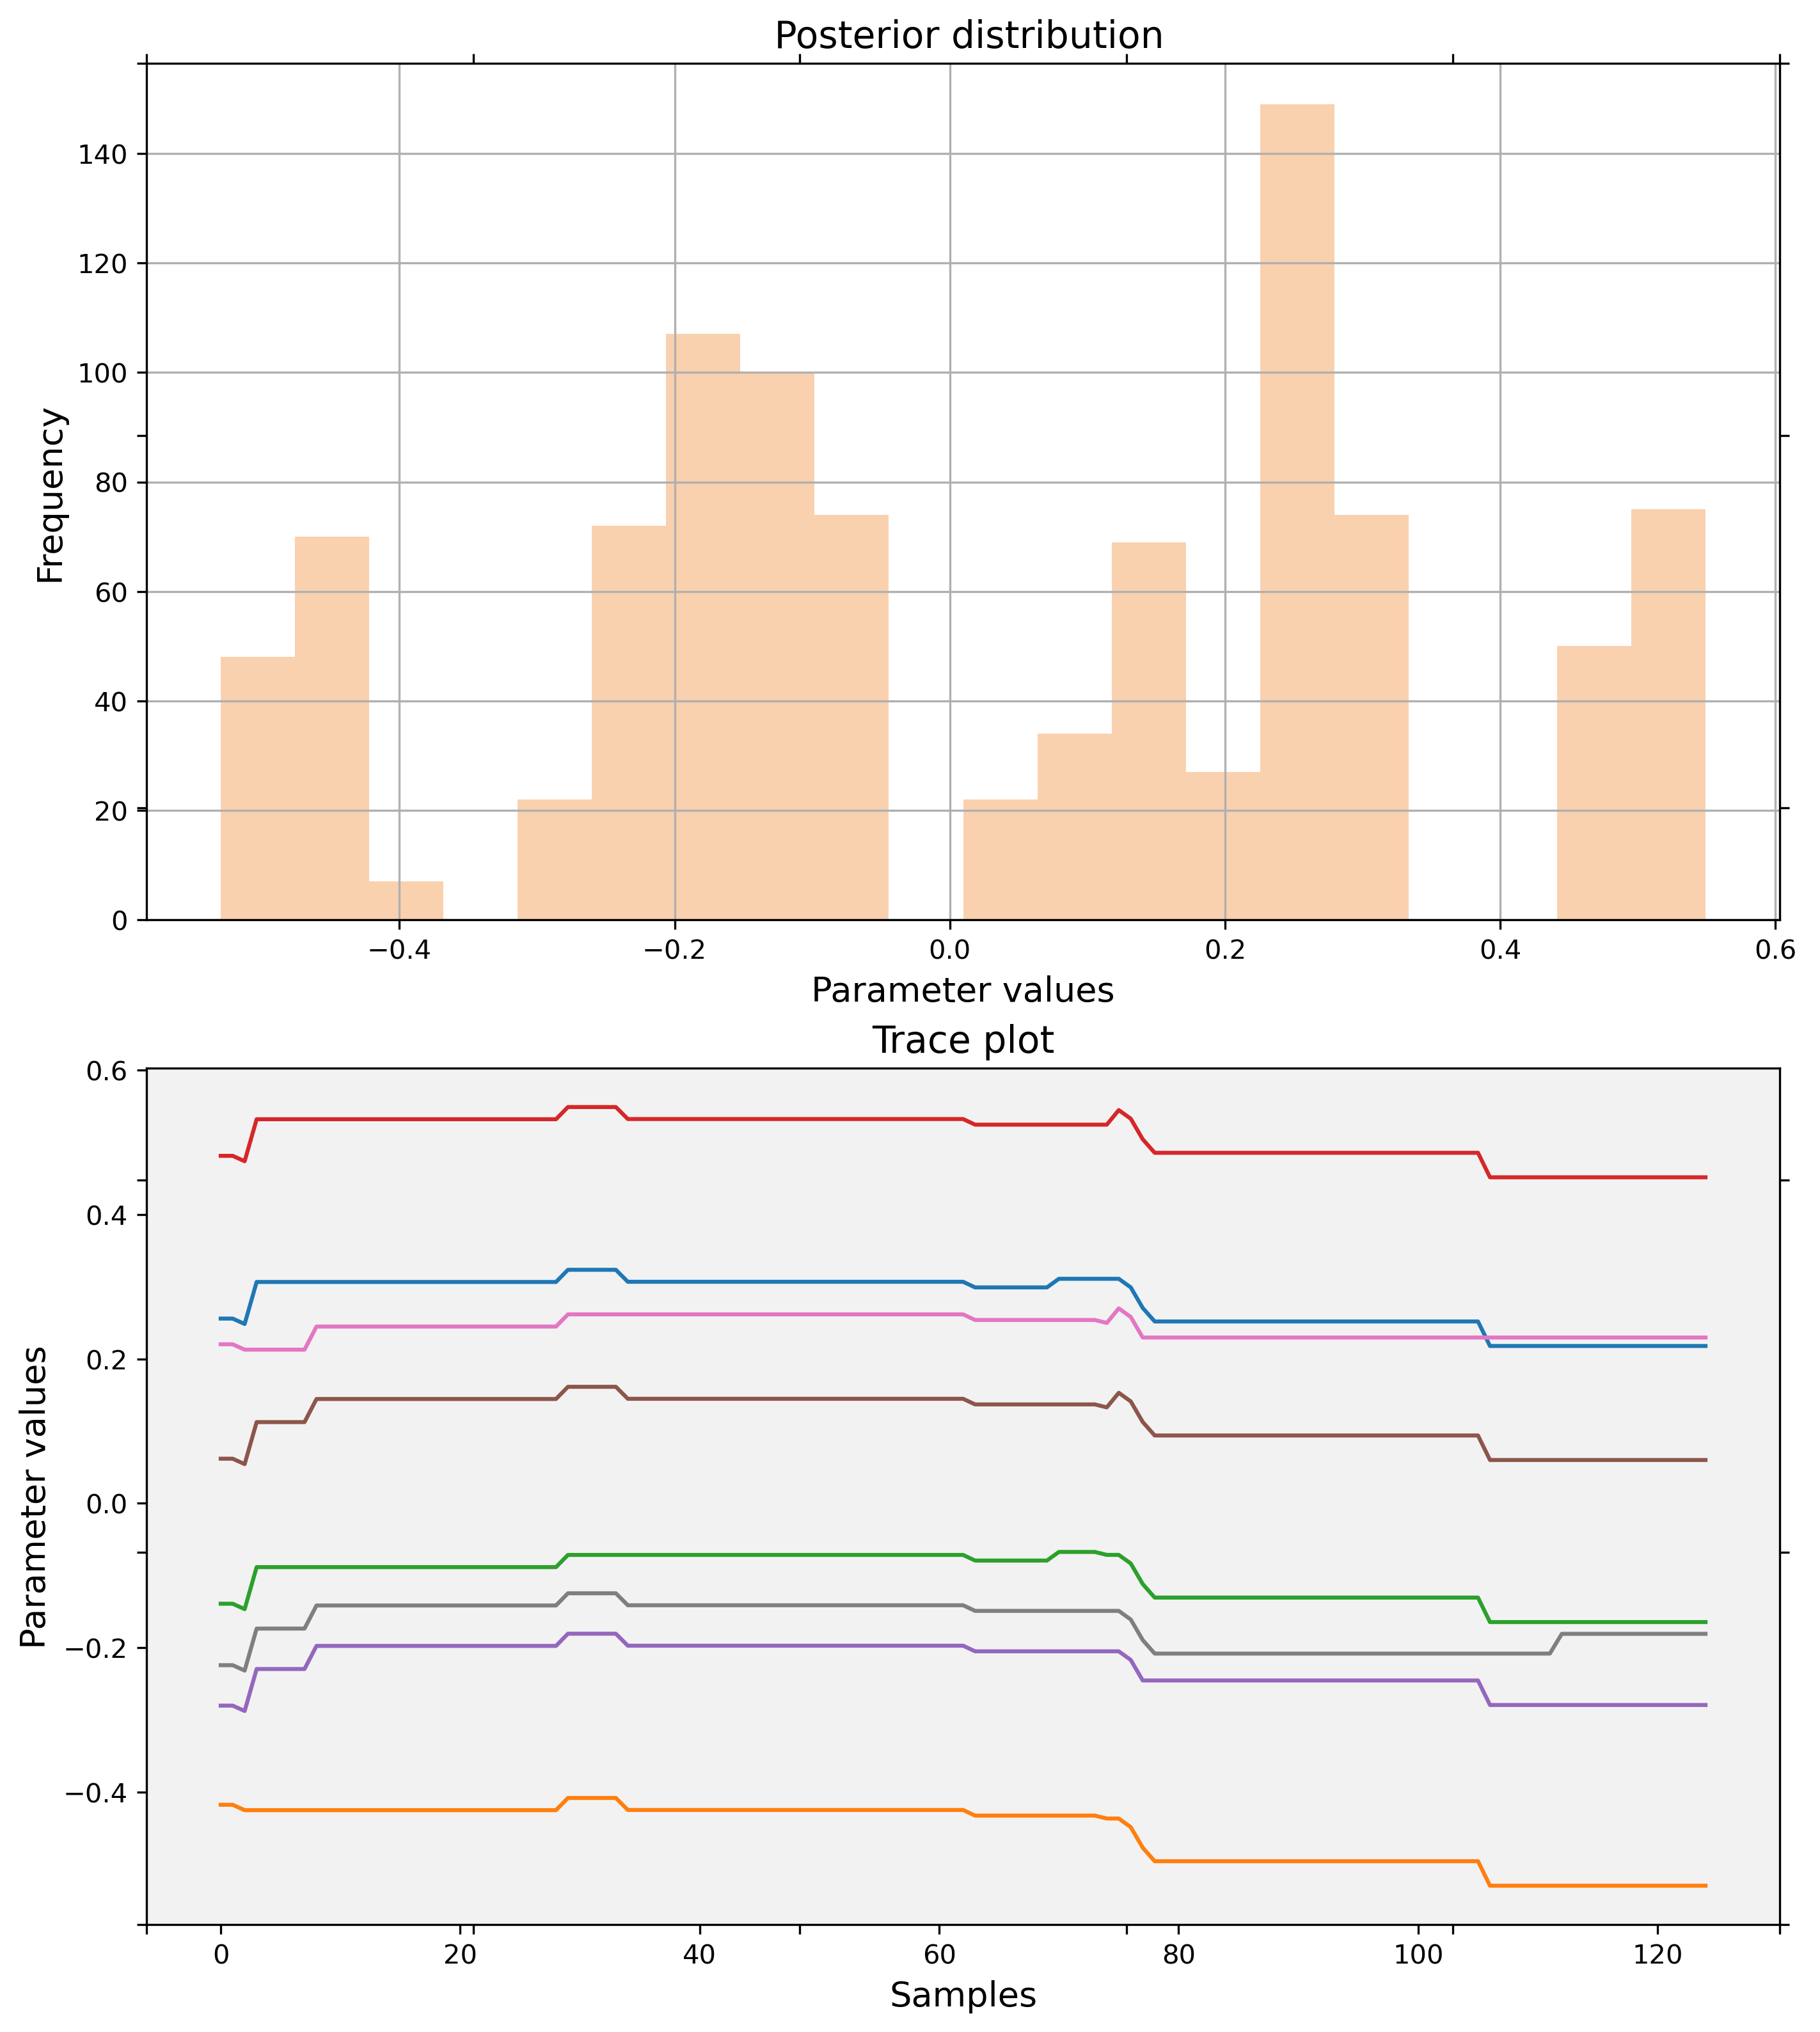 Posterior distribution
140
120
100
80
60
40
20
0
Frequency
−0.4 −0.2 0.0 0.2 0.4 0.6
Parameter values
Trace plot
0.6
0.4
0.2
0.0
−0.2
−0.4
Parameter values
0 20 40 60 80 100 120
Samples